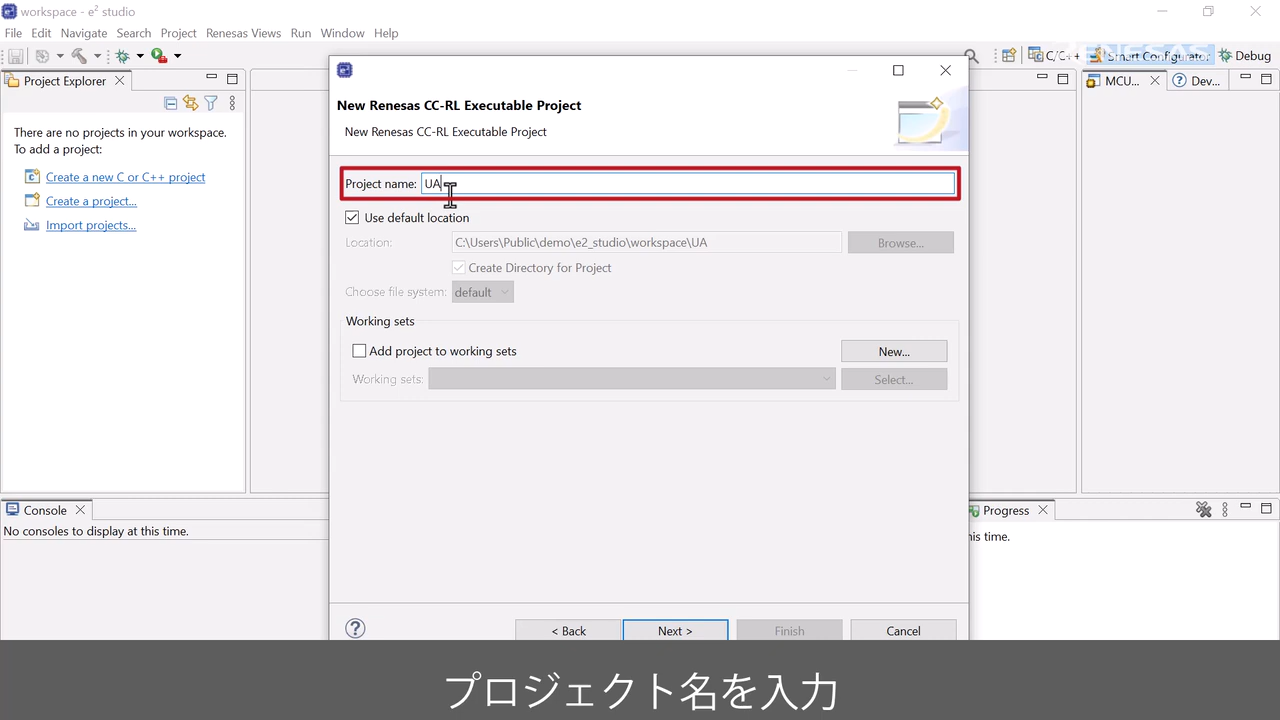 workspace - e² studio
File Edit Navigate Search Project Renesas Views Run Window Help
RENESAS
C/C++ Smart Configurator Debug
Project Explorer
MCU... Dev...
There are no projects in your workspace.
To add a project:
Create a new C or C++ project
Create a project...
Import projects...
New Renesas CC-RL Executable Project
New Renesas CC-RL Executable Project
Project name: UA
Use default location
Location: C:\Users\Public\demo\e2_studio\workspace\UA Browse...
Create Directory for Project
Choose file system: default
Working sets
Add project to working sets New...
Working sets: Select...
Console
No consoles to display at this time.
Progress
his time.
? < Back Next > Finish Cancel
プロジェクト名を入力